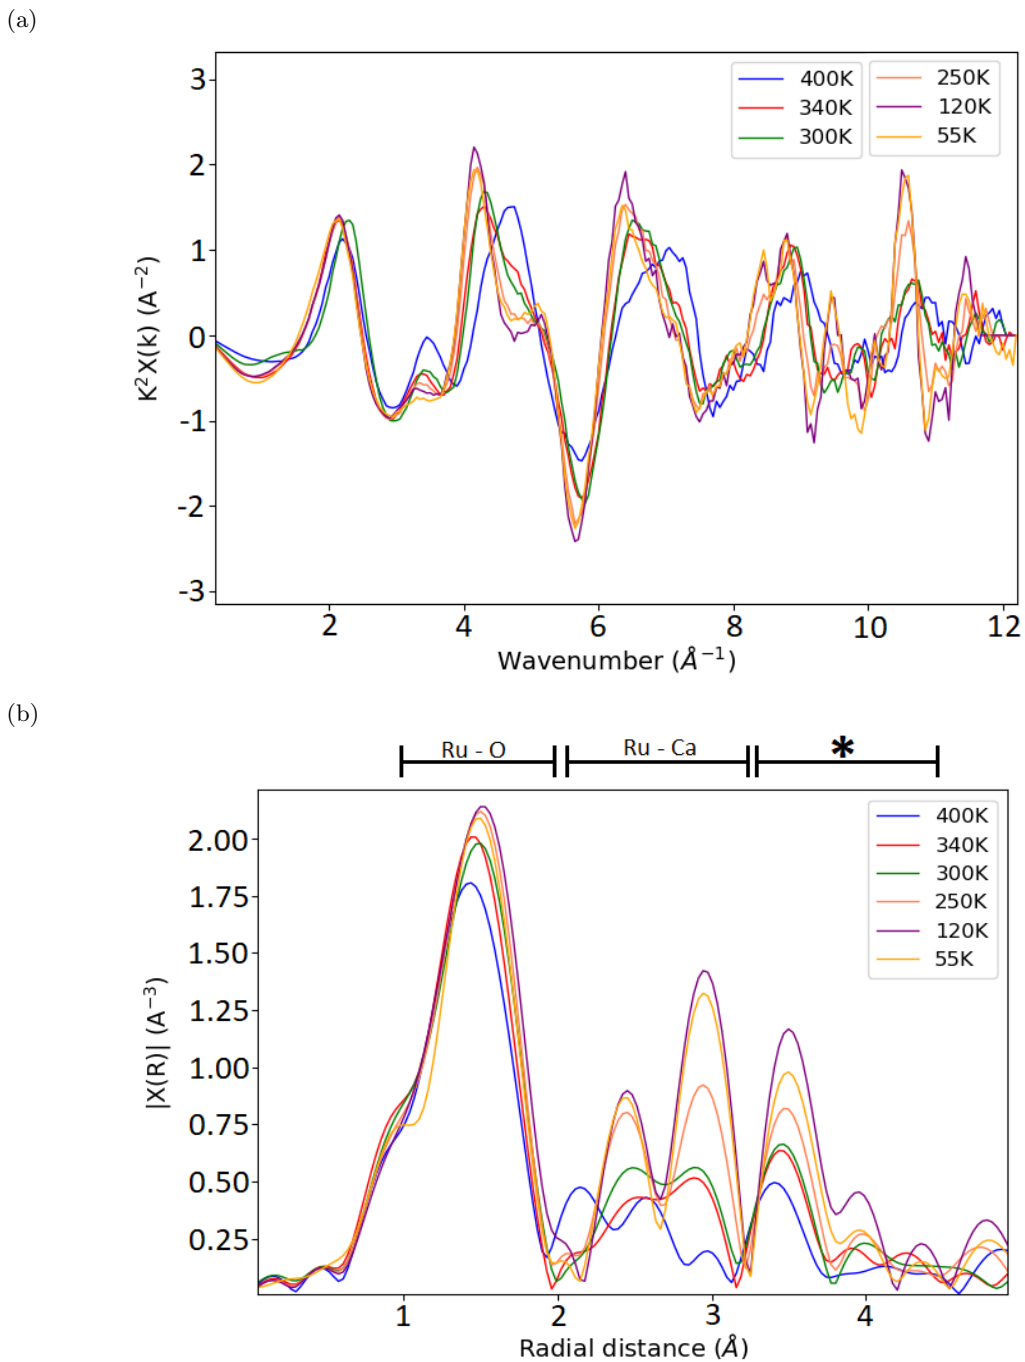 (a)
3
2
1
0
-1
-2
-3
K²X(k) (A⁻²)
400K
340K
300K
250K
120K
55K
2
4
6
8
10
12
Wavenumber (Å⁻¹)
(b)
Ru - O
Ru - Ca
*
2.00
1.75
1.50
1.25
1.00
0.75
0.50
0.25
|X(R)| (A⁻³)
400K
340K
300K
250K
120K
55K
1
2
3
4
Radial distance (Å)